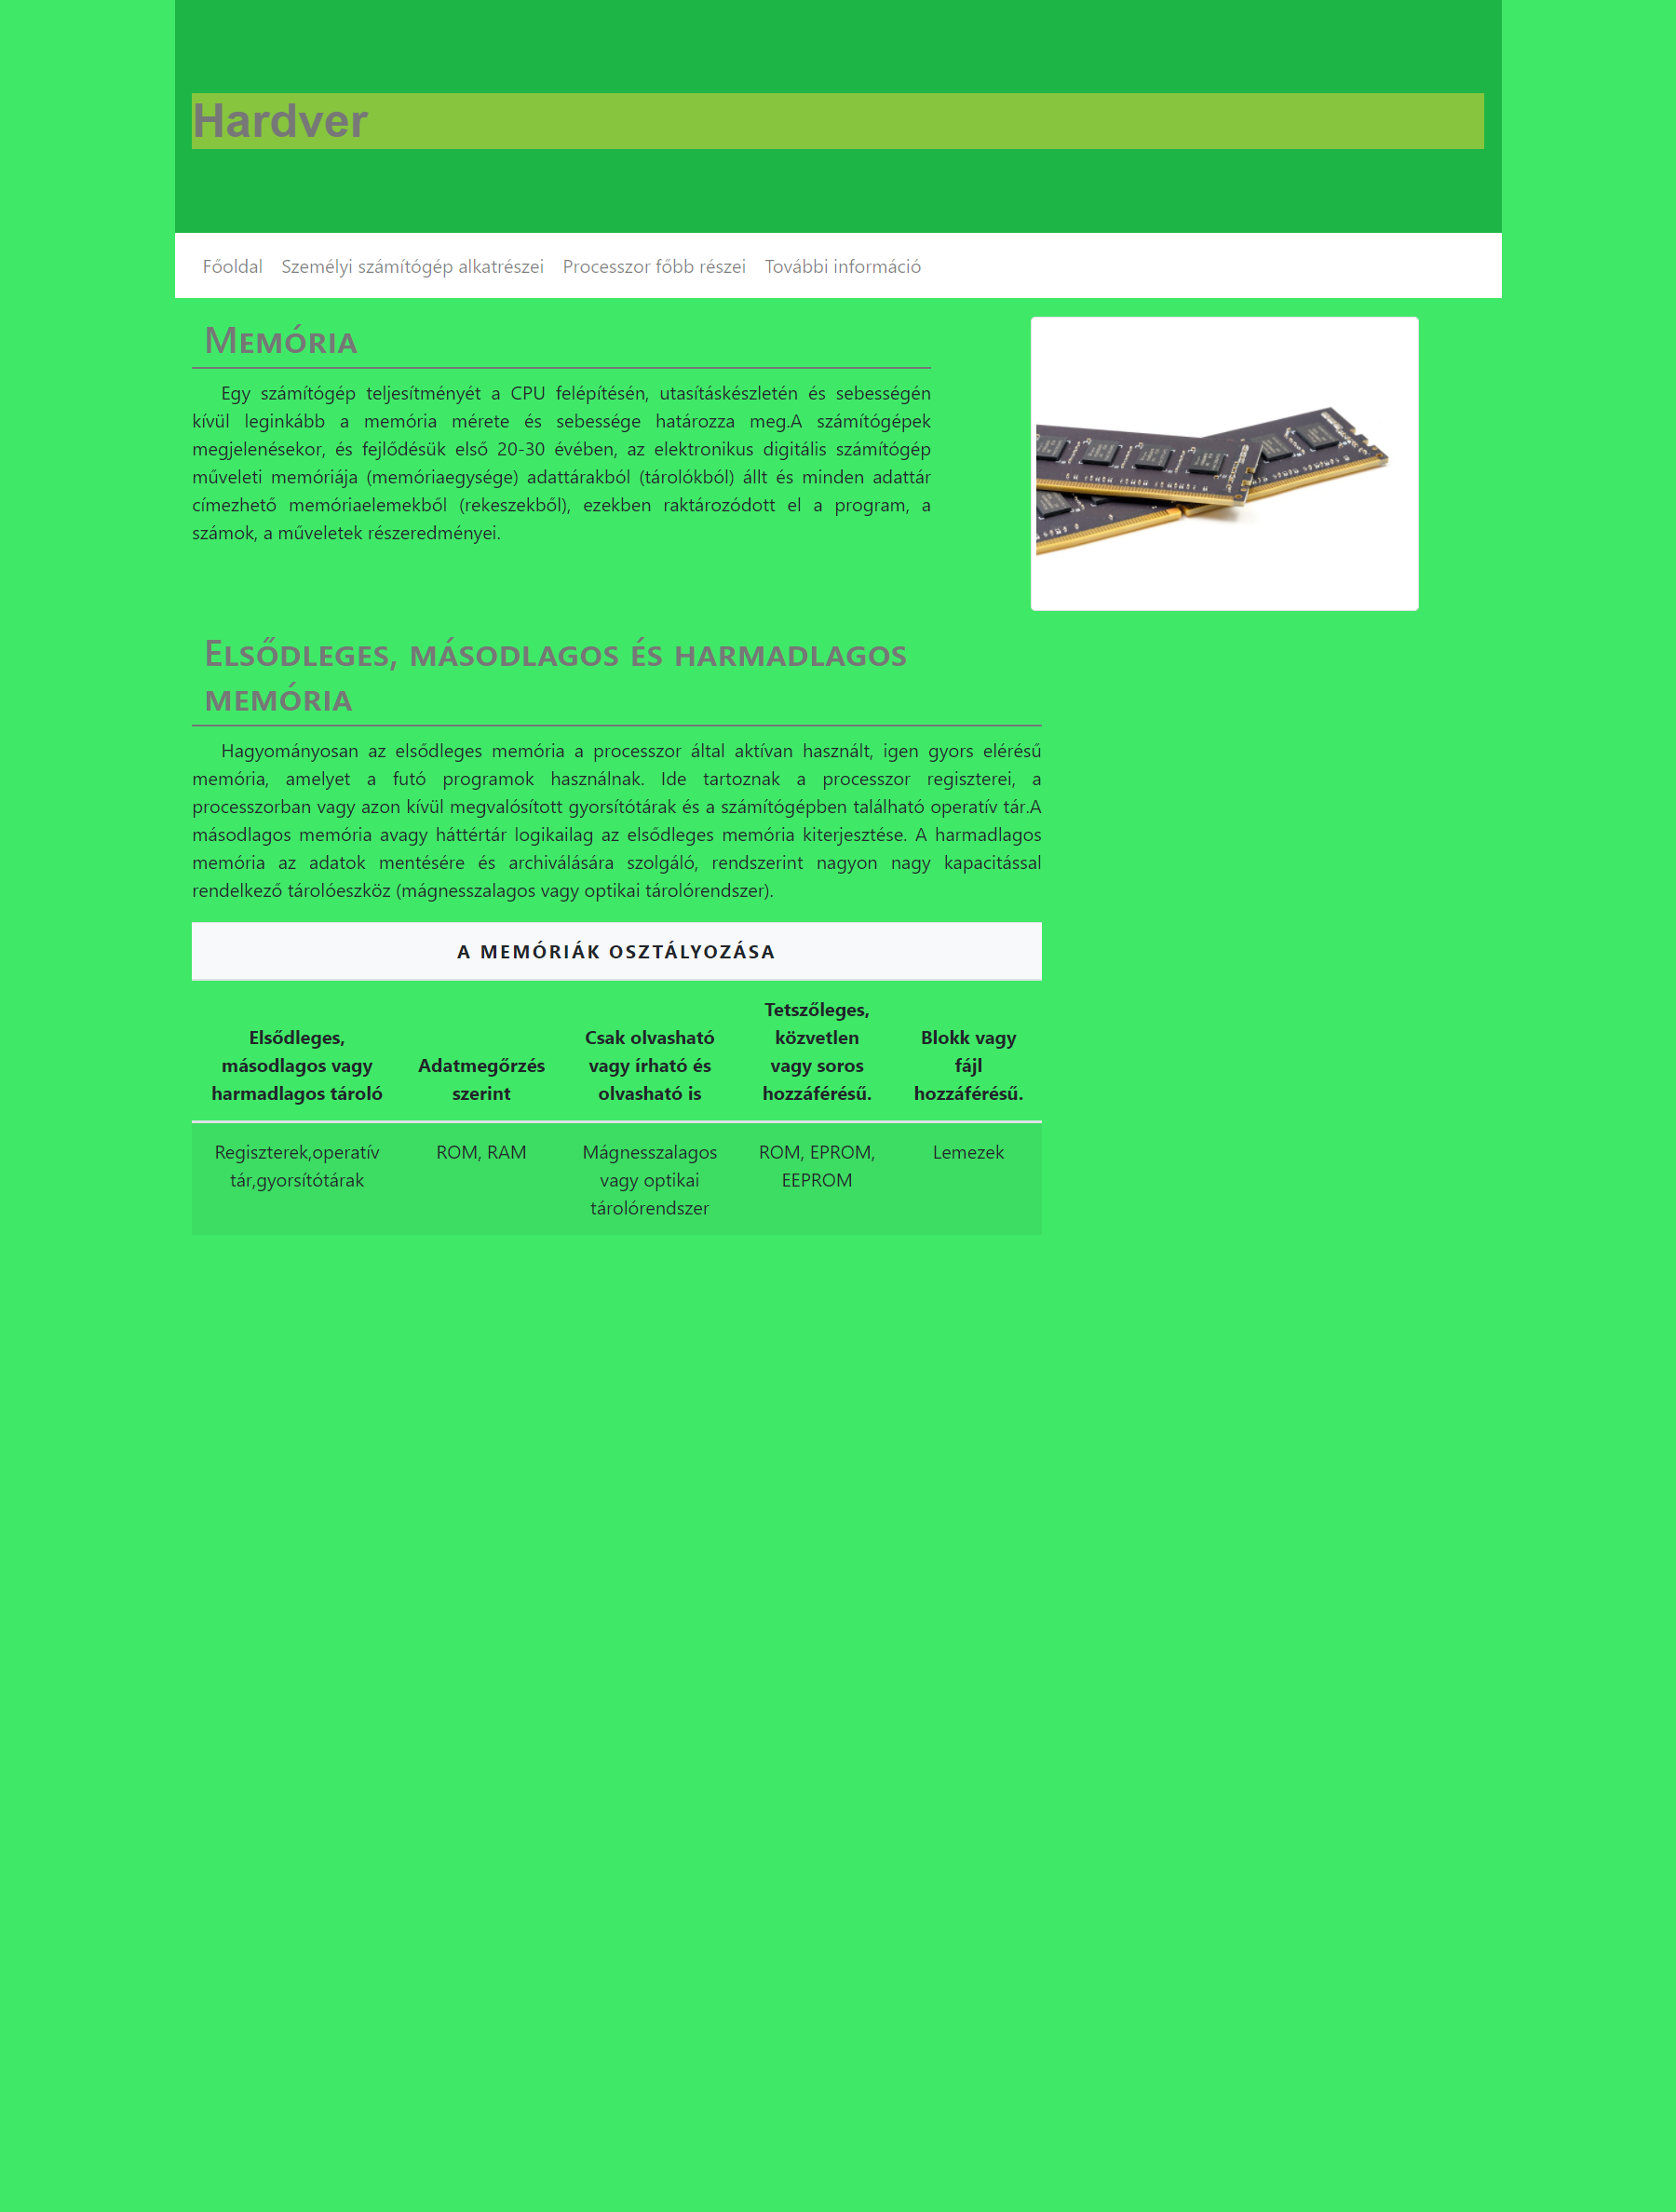 Hardver
Főoldal Személyi számítógép alkatrészei Processzor főbb részei További információ
Memória
Egy számítógép teljesítményét a CPU felépítésén, utasításkészletén és sebességén
kívül leginkább a memória mérete és sebessége határozza meg.A számítógépek
megjelenésekor, és fejlődésük első 20-30 évében, az elektronikus digitális számítógép
műveleti memóriája (memóriaegysége) adattárakból (tárolókból) állt és minden adattár
címezhető memóriaelemekből (rekeszekből), ezekben raktározódott el a program, a
számok, a műveletek részeredményei.
Elsődleges, másodlagos és harmadlagos
memória
Hagyományosan az elsődleges memória a processzor által aktívan használt, igen gyors elérésű
memória, amelyet a futó programok használnak. Ide tartoznak a processzor regiszterei, a
processzorban vagy azon kívül megvalósított gyorsítótárak és a számítógépben található operatív tár.A
másodlagos memória avagy háttértár logikailag az elsődleges memória kiterjesztése. A harmadlagos
memória az adatok mentésére és archiválására szolgáló, rendszerint nagyon nagy kapacitással
rendelkező tárolóeszköz (mágnesszalagos vagy optikai tárolórendszer).
A MEMÓRIÁK OSZTÁLYOZÁSA
Elsődleges,
másodlagos vagy
harmadlagos tároló
Adatmegőrzés
szerint
Csak olvasható
vagy írható és
olvasható is
Tetszőleges,
közvetlen
vagy soros
hozzáférésű.
Blokk vagy
fájl
hozzáférésű.
Regiszterek,operatív
tár,gyorsítótárak
ROM, RAM
Mágnesszalagos
vagy optikai
tárolórendszer
ROM, EPROM,
EEPROM
Lemezek